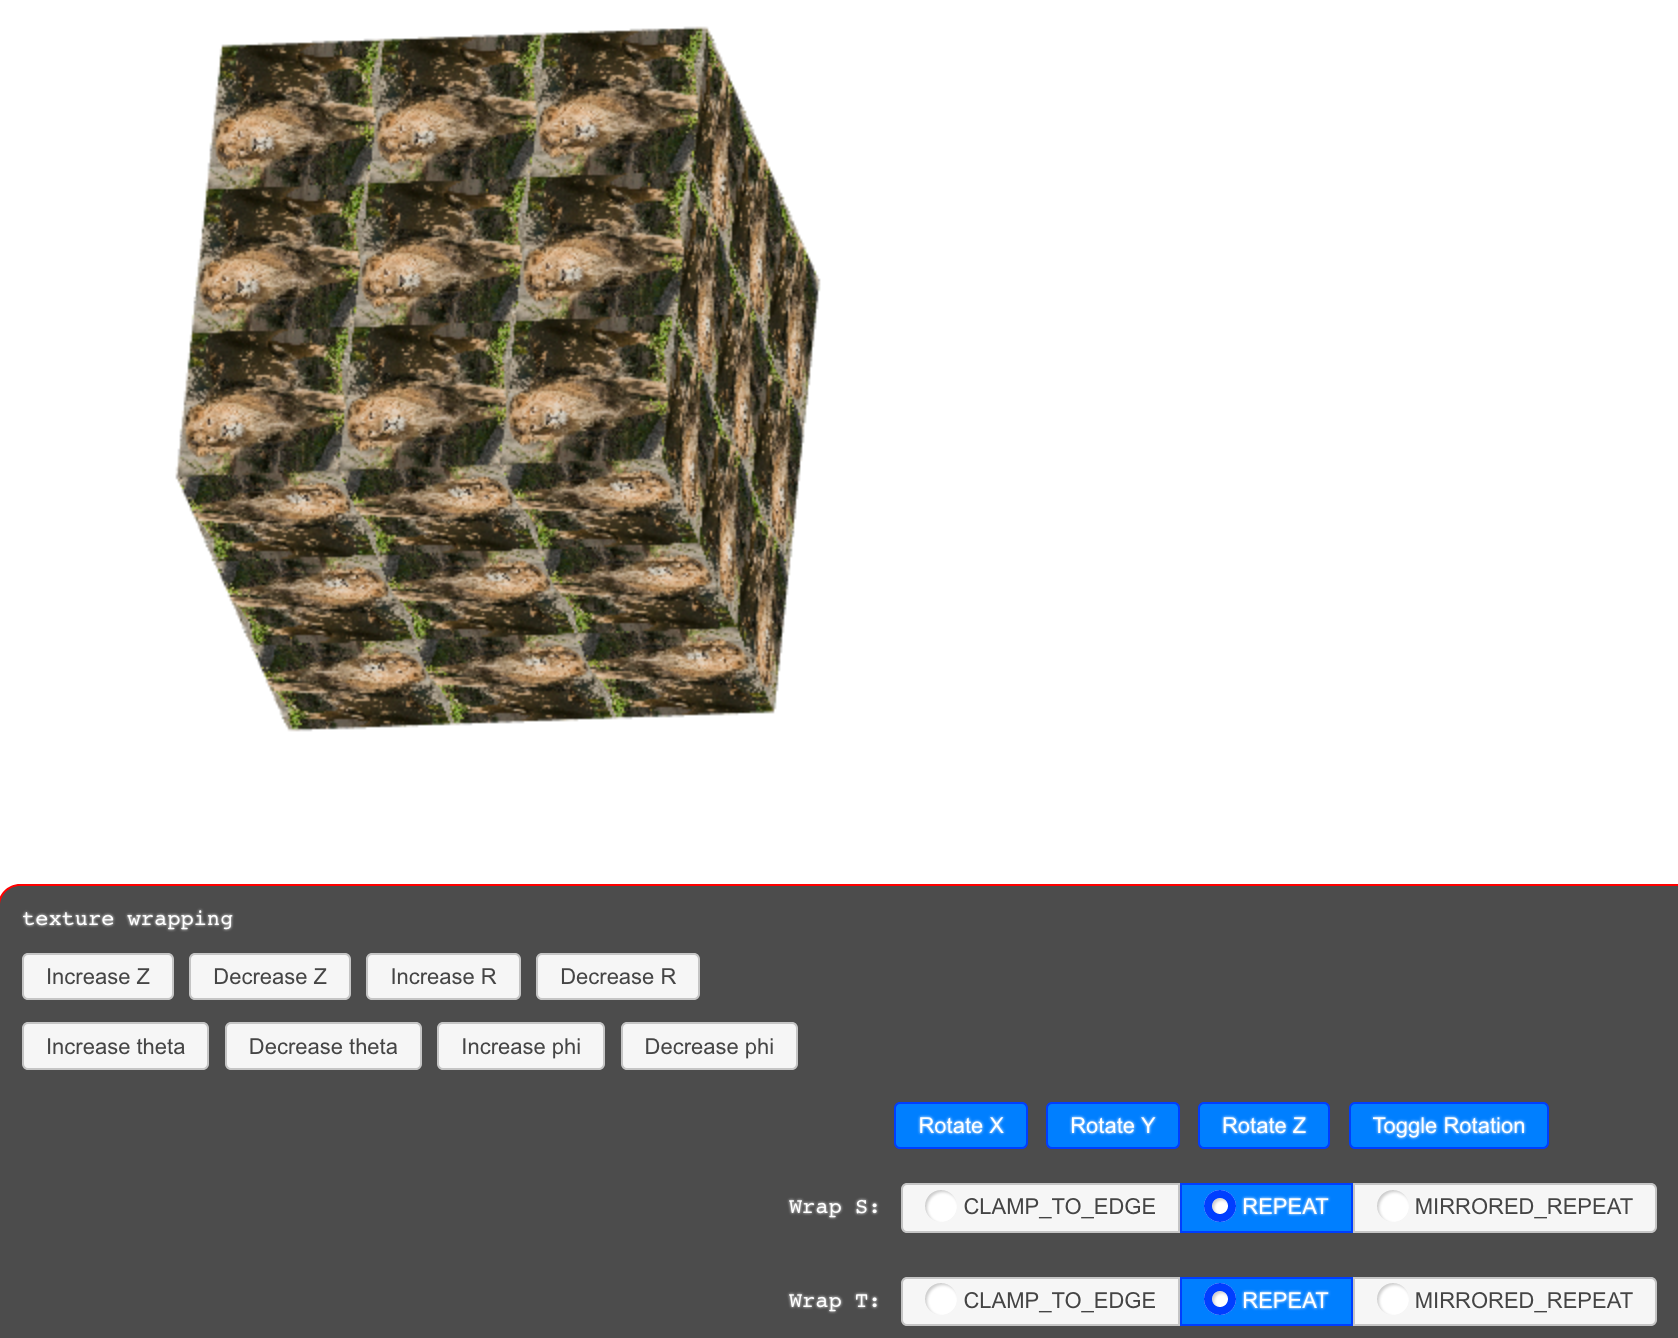 texture wrapping
Increase Z Decrease Z Increase R Decrease R
Increase theta Decrease theta Increase phi Decrease phi
Rotate X Rotate Y Rotate Z Toggle Rotation
Wrap S: CLAMP_TO_EDGE REPEAT MIRRORED_REPEAT
Wrap T: CLAMP_TO_EDGE REPEAT MIRRORED_REPEAT